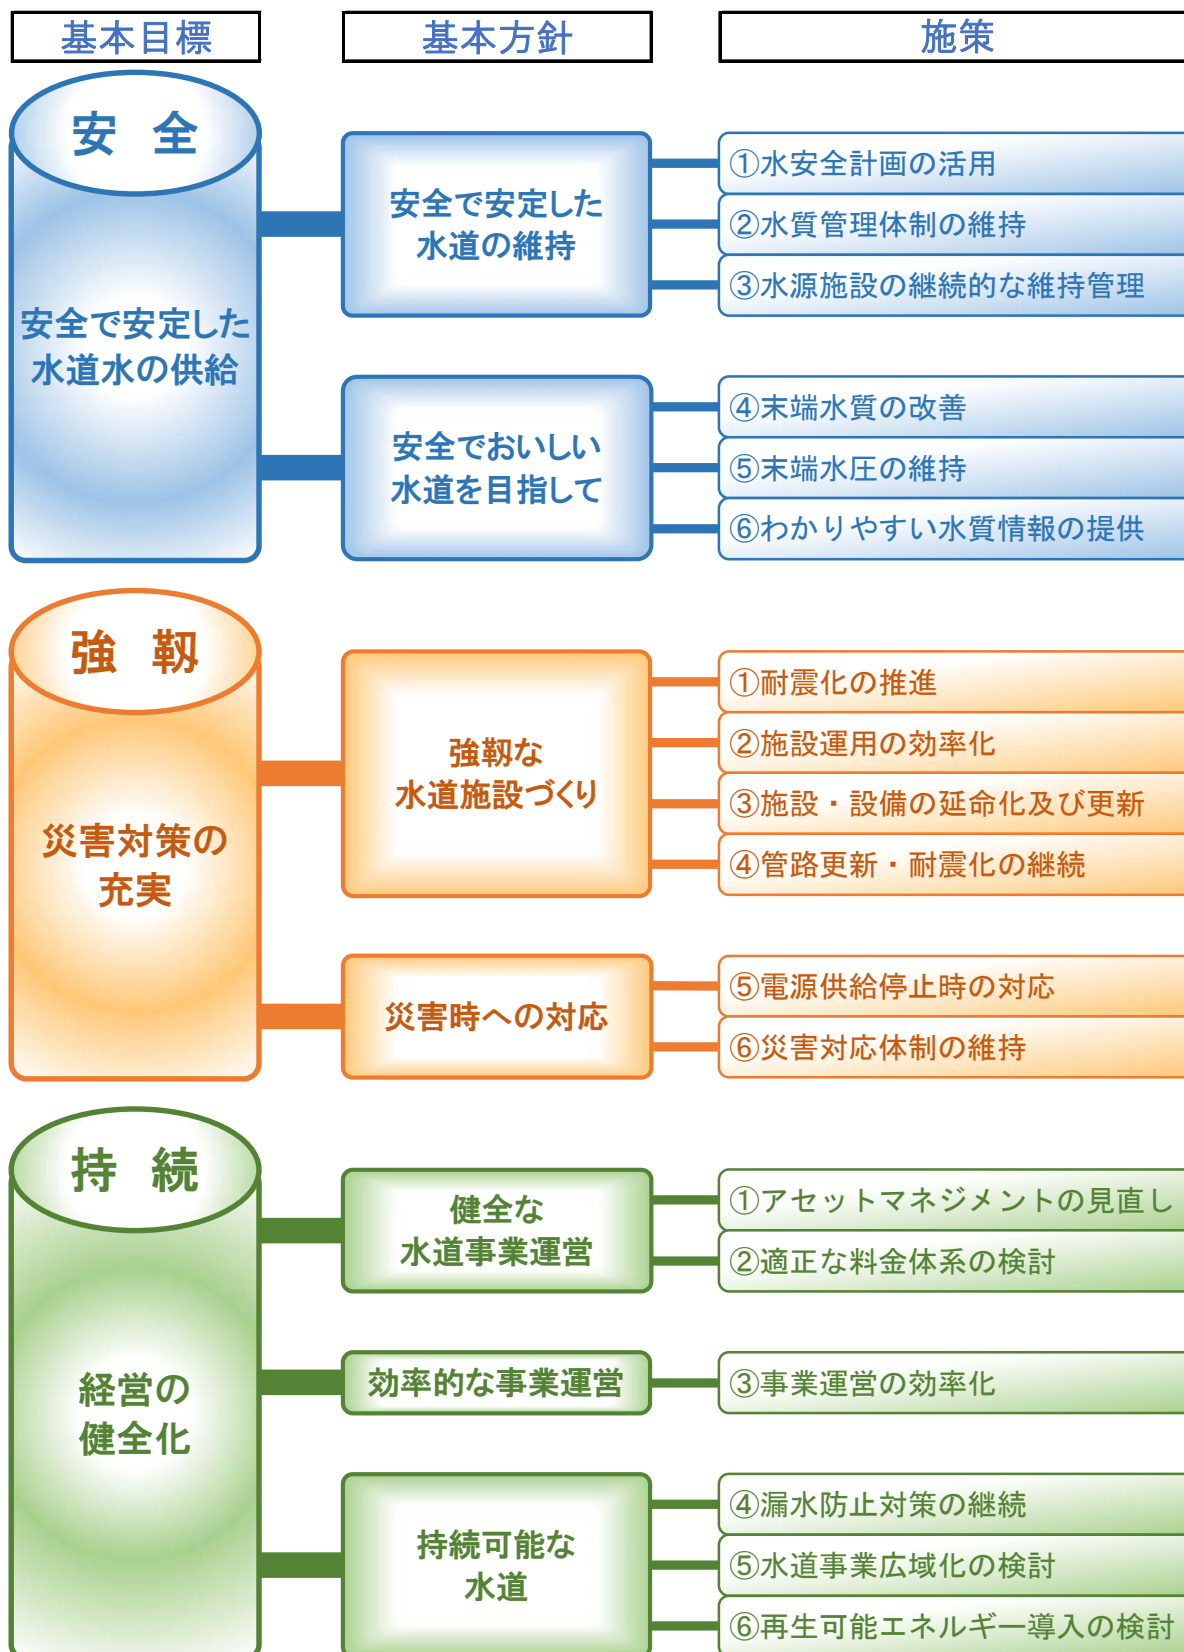 基本目標
基本方針
施策
安 全
安全で安定した
水道水の供給
安全で安定した
水道の維持
①水安全計画の活用
②水質管理体制の維持
③水源施設の継続的な維持管理
安全でおいしい
水道を目指して
④末端水質の改善
⑤末端水圧の維持
⑥わかりやすい水質情報の提供
強 靱
災害対策の
充実
強靱な
水道施設づくり
①耐震化の推進
②施設運用の効率化
③施設・設備の延命化及び更新
④管路更新・耐震化の継続
災害時への対応
⑤電源供給停止時の対応
⑥災害対応体制の維持
持 続
経営の
健全化
健全な
水道事業運営
①アセットマネジメントの見直し
②適正な料金体系の検討
効率的な事業運営
③事業運営の効率化
持続可能な
水道
④漏水防止対策の継続
⑤水道事業広域化の検討
⑥再生可能エネルギー導入の検討